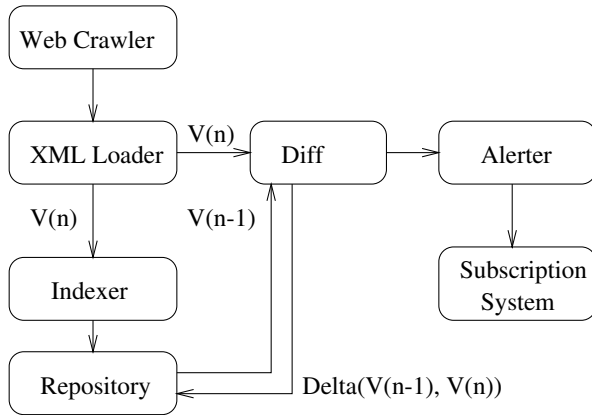 Web Crawler
XML Loader
V(n)
Diff
Alerter
V(n)
V(n-1)
Indexer
Subscription
System
Repository
Delta(V(n-1), V(n))